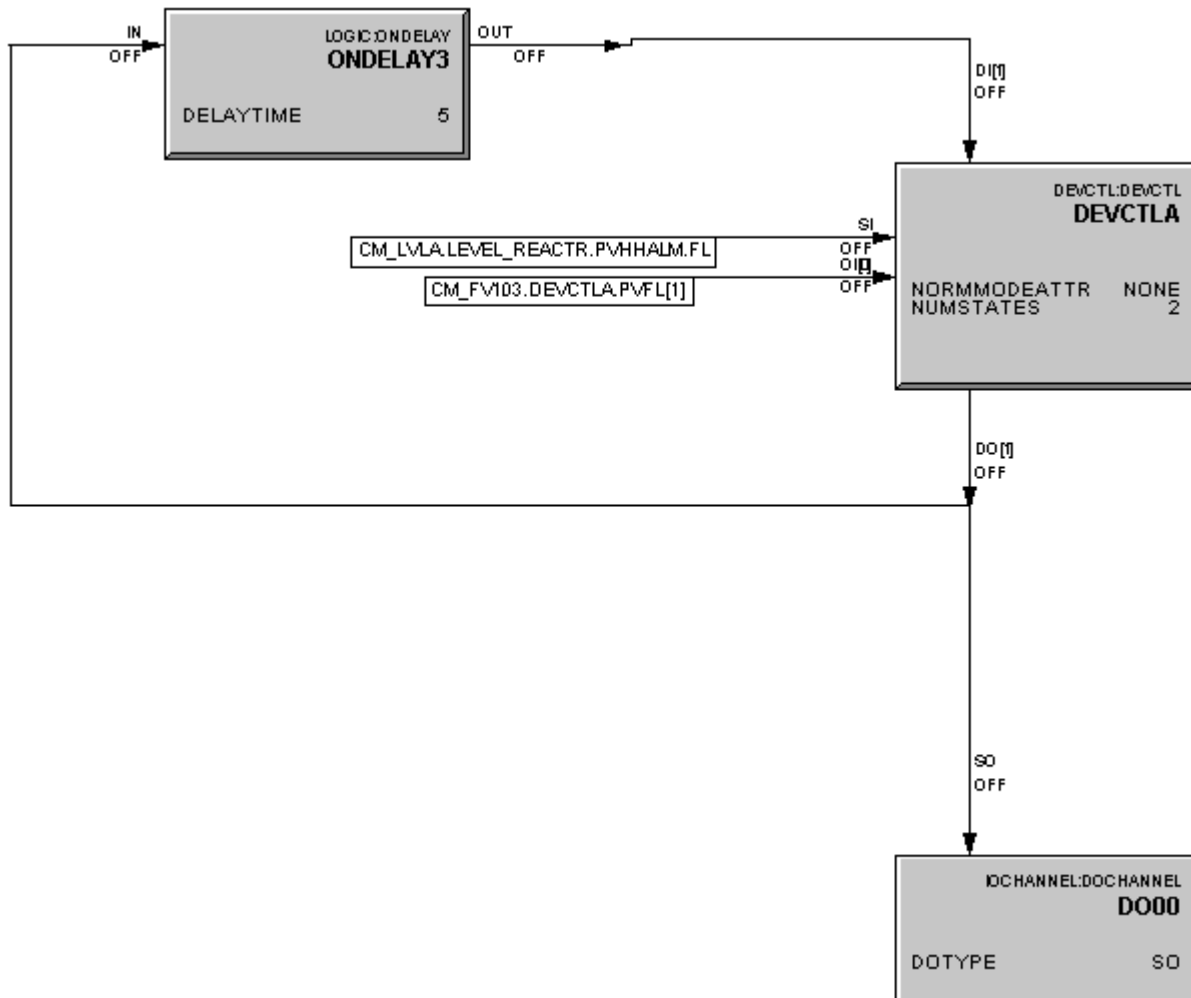 IN
OFF
LOGIC:ONDELAY
ONDELAY3
DELAYTIME 5
OUT
OFF
DI[1]
OFF
DEVCTL:DEVCTL
DEVCTLA
SI
OFF
CM_LVLA.LEVEL_REACTR.PVHHALM.FL
OI[]
OFF
CM_FV103.DEVCTLA.PVFL[1]
NORMMODEATTR NONE
NUMSTATES 2
DO[1]
OFF
SO
OFF
IOCHANNEL:DOCHANNEL
DO00
DOTYPE SO